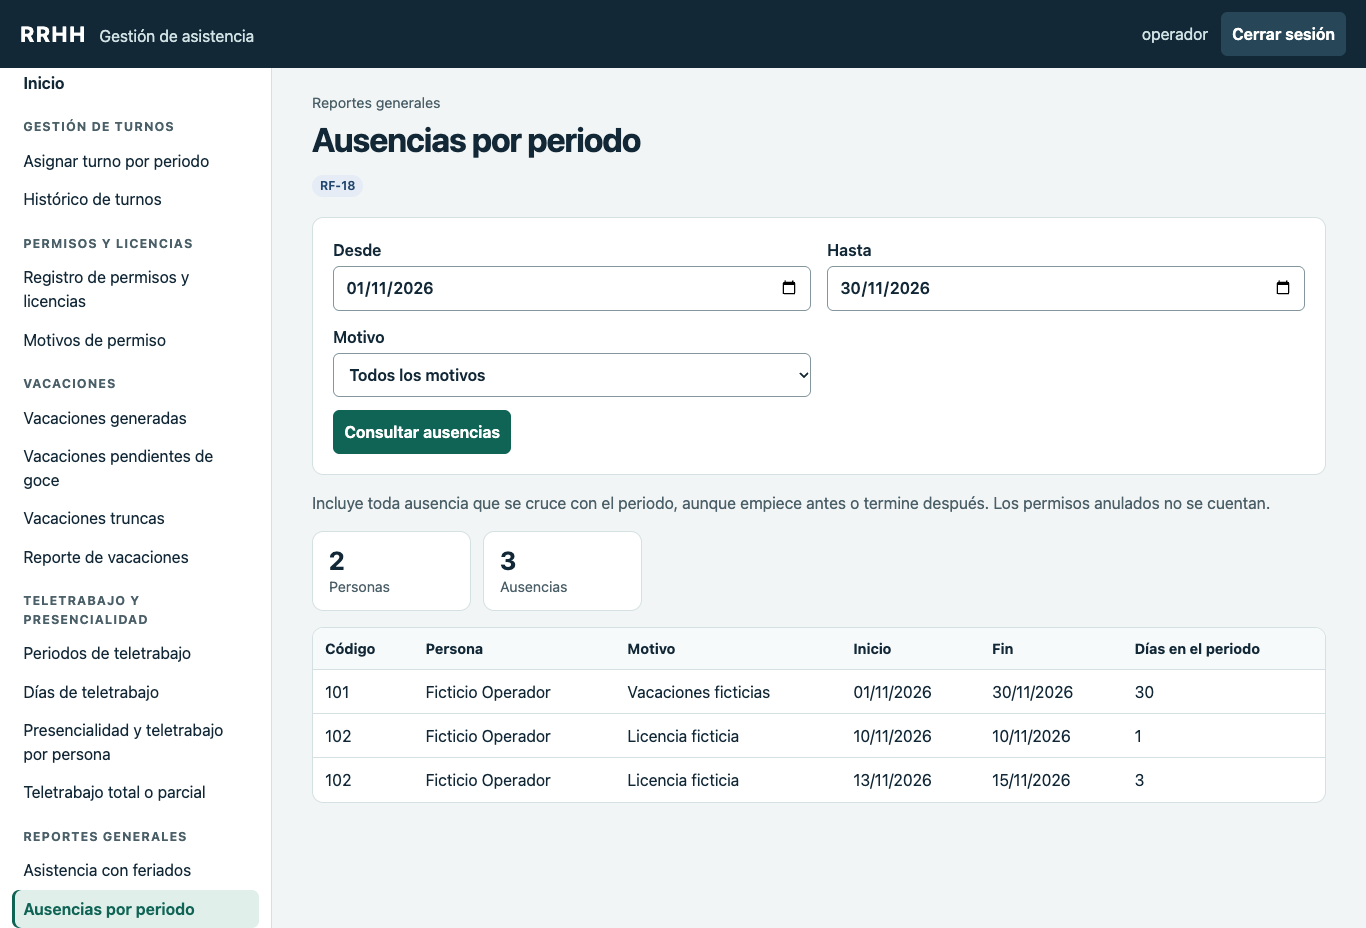 RRHH Gestión de asistencia
operador
Cerrar sesión
Inicio
GESTIÓN DE TURNOS
Asignar turno por periodo
Histórico de turnos
PERMISOS Y LICENCIAS
Registro de permisos y
licencias
Motivos de permiso
VACACIONES
Vacaciones generadas
Vacaciones pendientes de
goce
Vacaciones truncas
Reporte de vacaciones
TELETRABAJO Y
PRESENCIALIDAD
Periodos de teletrabajo
Días de teletrabajo
Presencialidad y teletrabajo
por persona
Teletrabajo total o parcial
REPORTES GENERALES
Asistencia con feriados
Ausencias por periodo
Reportes generales
Ausencias por periodo
RF-18
Desde
01/11/2026
Hasta
30/11/2026
Motivo
Todos los motivos
Consultar ausencias
Incluye toda ausencia que se cruce con el periodo, aunque empiece antes o termine después. Los permisos anulados no se cuentan.
2
Personas
3
Ausencias
Código Persona Motivo Inicio Fin Días en el periodo
101 Ficticio Operador Vacaciones ficticias 01/11/2026 30/11/2026 30
102 Ficticio Operador Licencia ficticia 10/11/2026 10/11/2026 1
102 Ficticio Operador Licencia ficticia 13/11/2026 15/11/2026 3